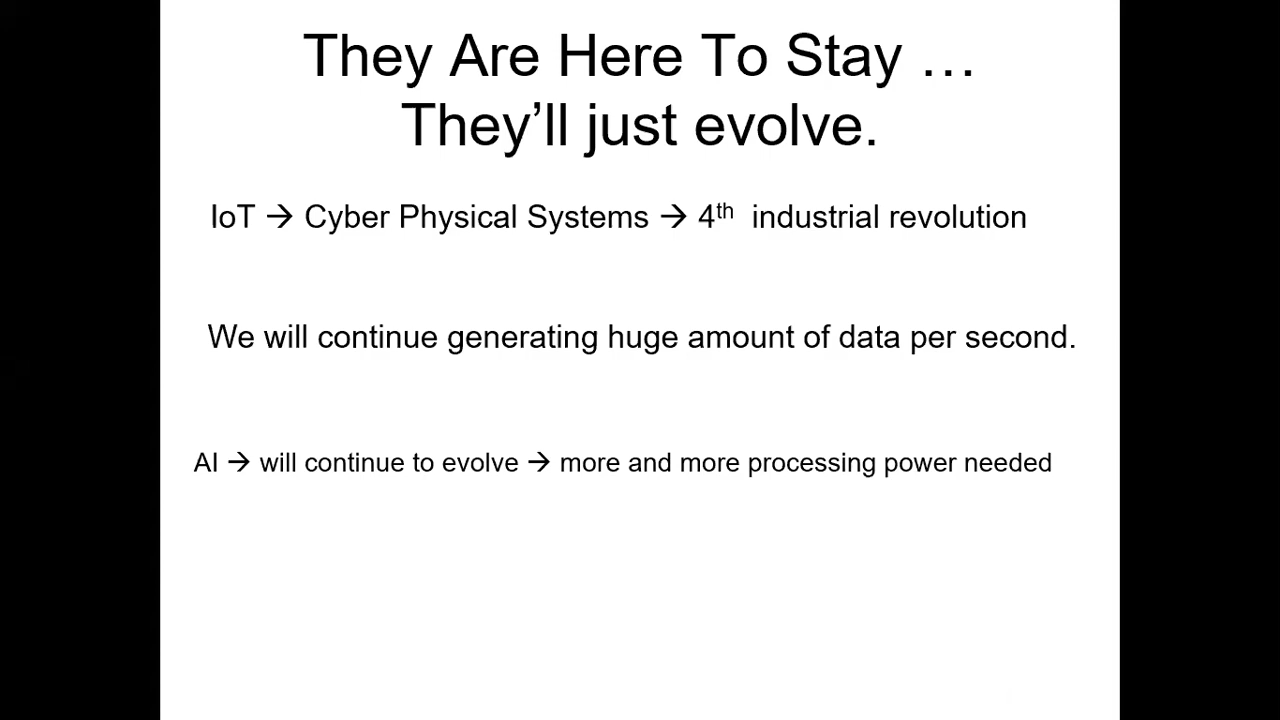 They Are Here To Stay …
They’ll just evolve.
IoT → Cyber Physical Systems → 4th industrial revolution
We will continue generating huge amount of data per second.
AI → will continue to evolve → more and more processing power needed